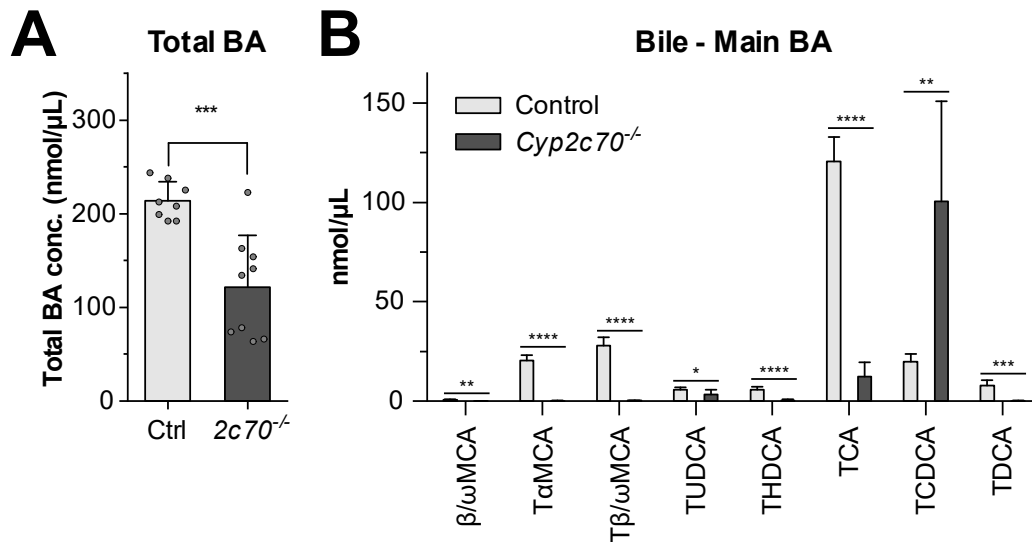 A
Total BA
Total BA conc. (nmol/µL)
300
200
100
0
***
Ctrl
2c70-/-
B
Bile - Main BA
nmol/µL
150
100
50
0
Control
Cyp2c70-/-
**
****
****
*
****
****
**
***
β/ωMCA
TαMCA
Tβ/ωMCA
TUDCA
THDCA
TCA
TCDCA
TDCA